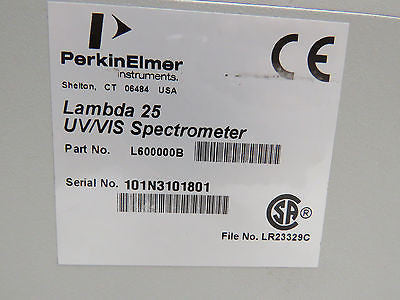 PerkinElmer
instruments.
Shelton, CT 06484 USA
CE
Lambda 25
UV/VIS Spectrometer
Part No. L600000B
Serial No. 101N3101801
SA ®
File No. LR23329C